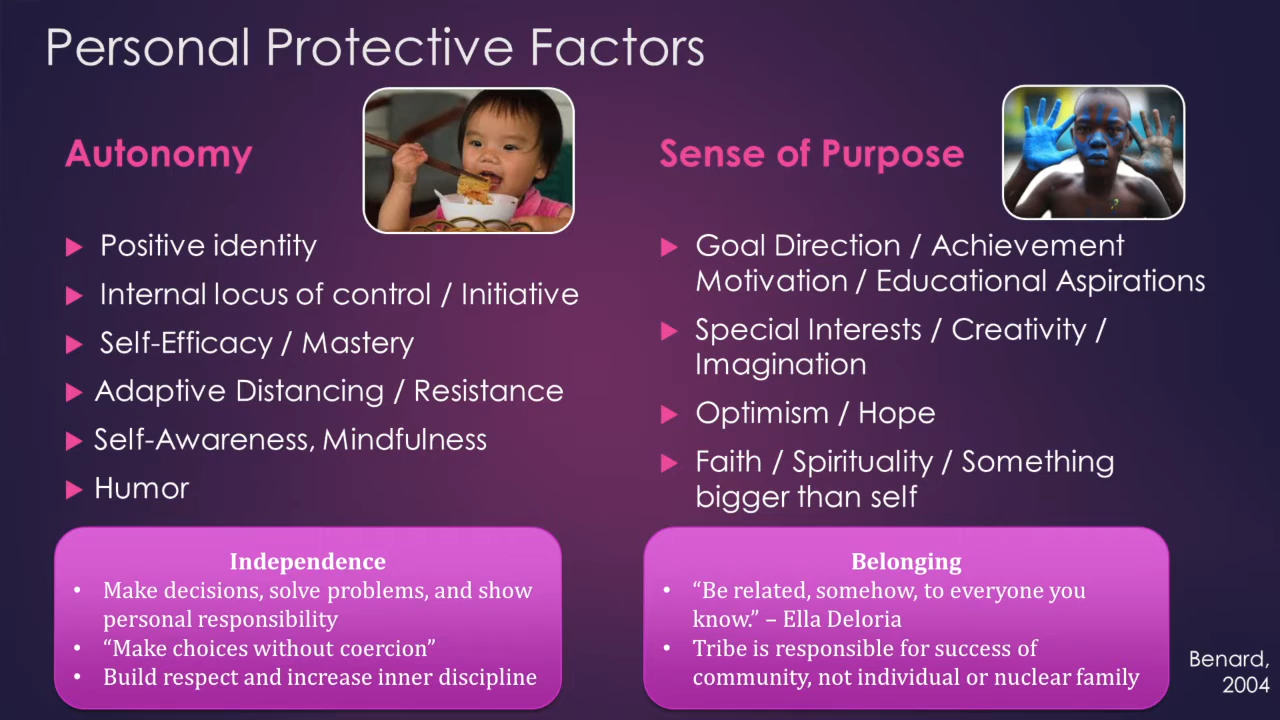 Personal Protective Factors
Autonomy
Positive identity
Internal locus of control / Initiative
Self-Efficacy / Mastery
Adaptive Distancing / Resistance
Self-Awareness, Mindfulness
Humor
Independence
• Make decisions, solve problems, and show
personal responsibility
• “Make choices without coercion”
• Build respect and increase inner discipline
Sense of Purpose
Goal Direction / Achievement
Motivation / Educational Aspirations
Special Interests / Creativity /
Imagination
Optimism / Hope
Faith / Spirituality / Something
bigger than self
Belonging
• “Be related, somehow, to everyone you
know.” – Ella Deloria
• Tribe is responsible for success of
community, not individual or nuclear family
Benard,
2004